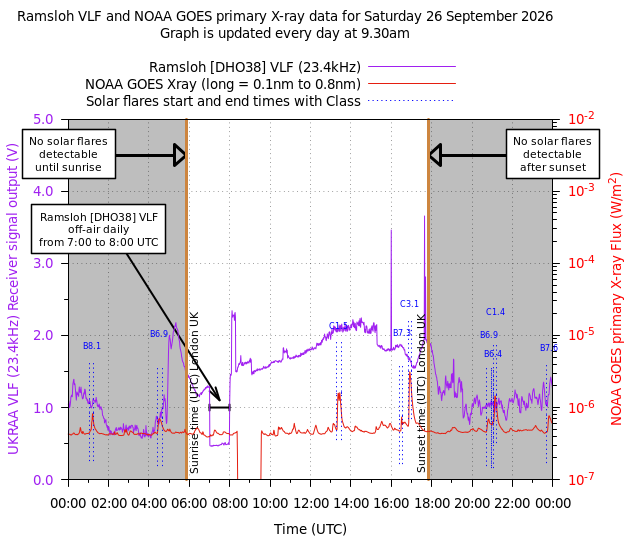 Ramsloh VLF and NOAA GOES primary X-ray data for Saturday 26 September 2026
Graph is updated every day at 9.30am
Ramsloh [DHO38] VLF (23.4kHz)
NOAA GOES Xray (long = 0.1nm to 0.8nm)
Solar flares start and end times with Class
5.0
4.0
3.0
2.0
1.0
0.0
UKRAA VLF (23.4kHz) Receiver signal output (V)
10-2
10-3
10-4
10-5
10-6
10-7
NOAA GOES primary X-ray Flux (W/m2)
No solar flares
detectable
until sunrise
No solar flares
detectable
after sunset
Ramsloh [DHO38] VLF
off-air daily
from 7:00 to 8:00 UTC
B8.1
B6.9
C1.5
B7.3
C3.1
C1.4
B6.9
B6.4
Sunrise time (UTC) London UK
Sunset time (UTC) London UK
00:00 02:00 04:00 06:00 08:00 10:00 12:00 14:00 16:00 18:00 20:00 22:00 00:00
Time (UTC)